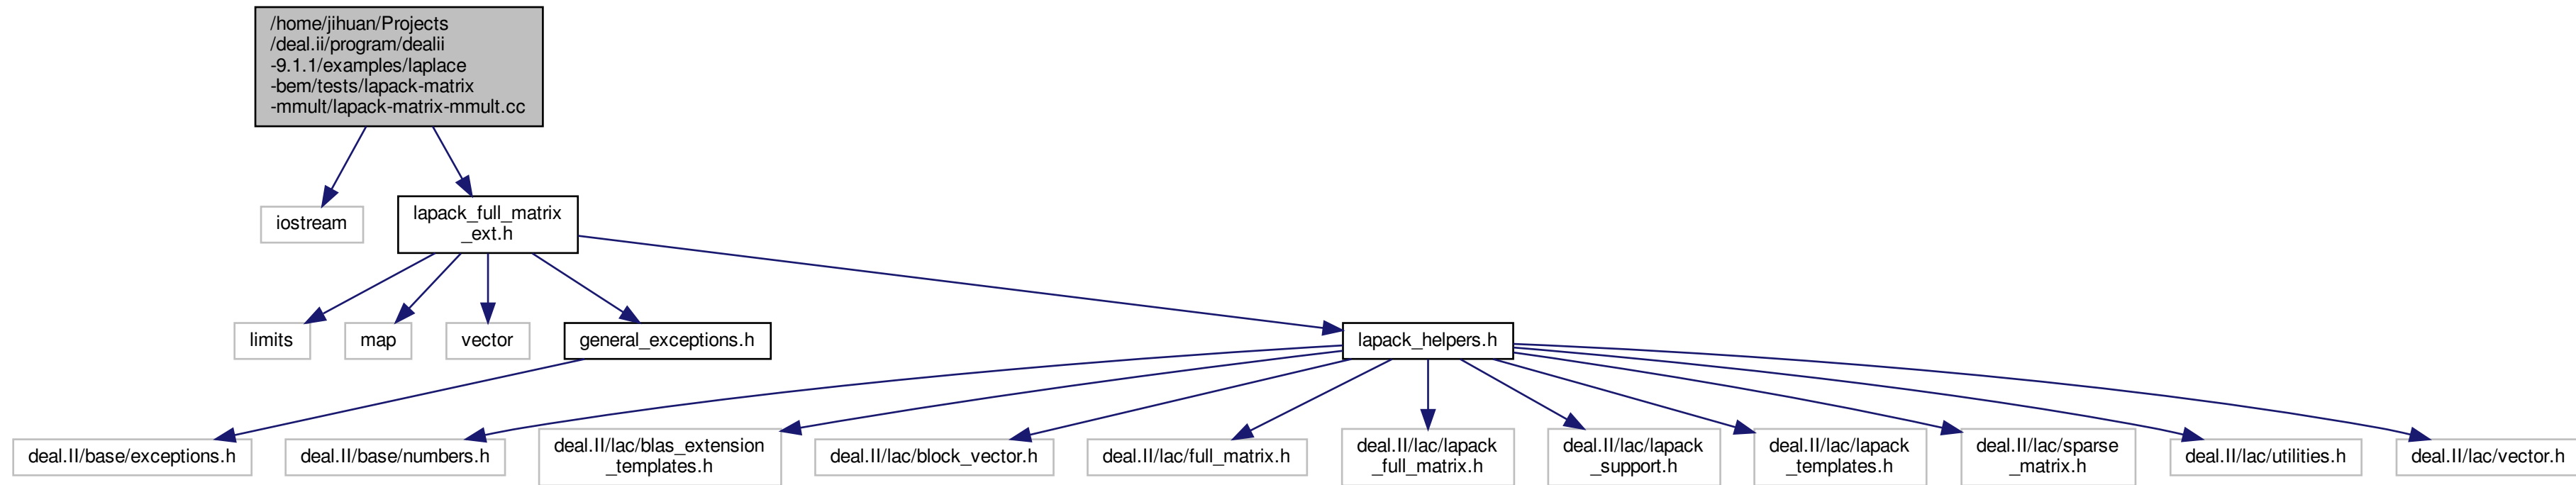 /home/jihuan/Projects
/deal.ii/program/dealii
-9.1.1/examples/laplace
-bem/tests/lapack-matrix
-mmult/lapack-matrix-mmult.cc
iostream
lapack_full_matrix
_ext.h
limits
map
vector
general_exceptions.h
lapack_helpers.h
deal.II/base/exceptions.h
deal.II/base/numbers.h
deal.II/lac/blas_extension
_templates.h
deal.II/lac/block_vector.h
deal.II/lac/full_matrix.h
deal.II/lac/lapack
_full_matrix.h
deal.II/lac/lapack
_support.h
deal.II/lac/lapack
_templates.h
deal.II/lac/sparse
_matrix.h
deal.II/lac/utilities.h
deal.II/lac/vector.h